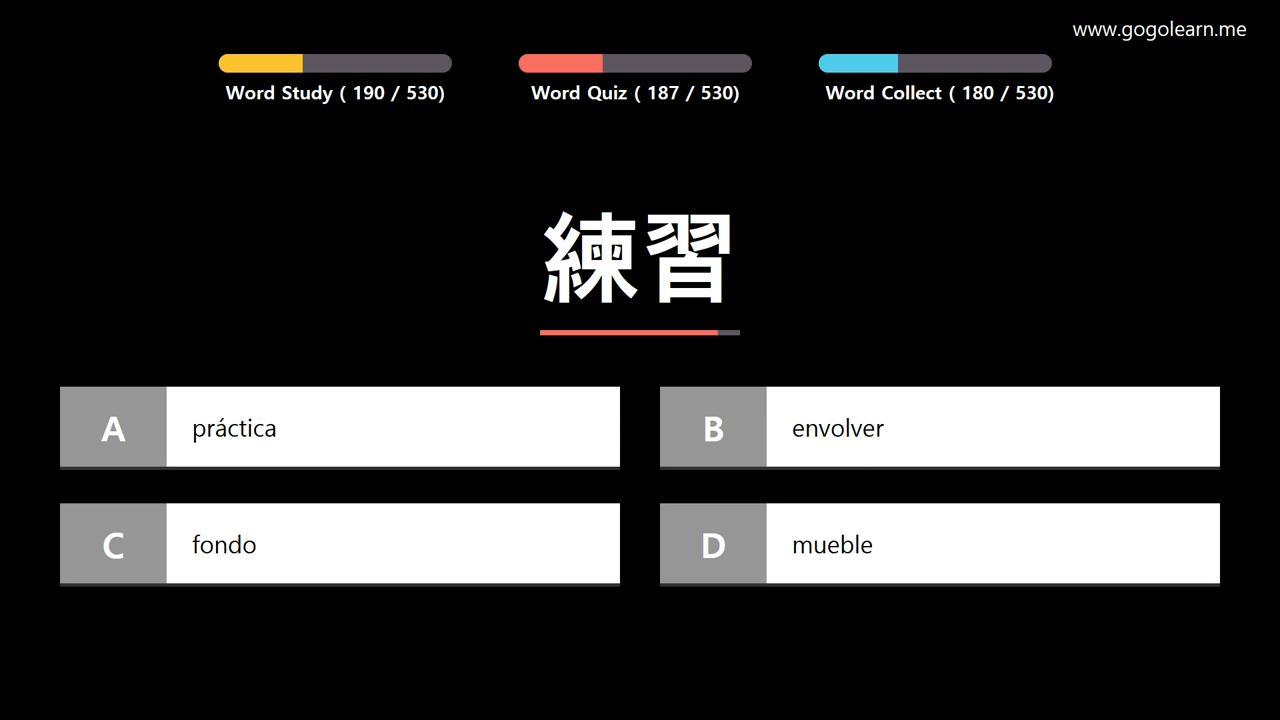 www.gogolearn.me
Word Study ( 190 / 530)
Word Quiz ( 187 / 530)
Word Collect ( 180 / 530)
練習
A
práctica
B
envolver
C
fondo
D
mueble